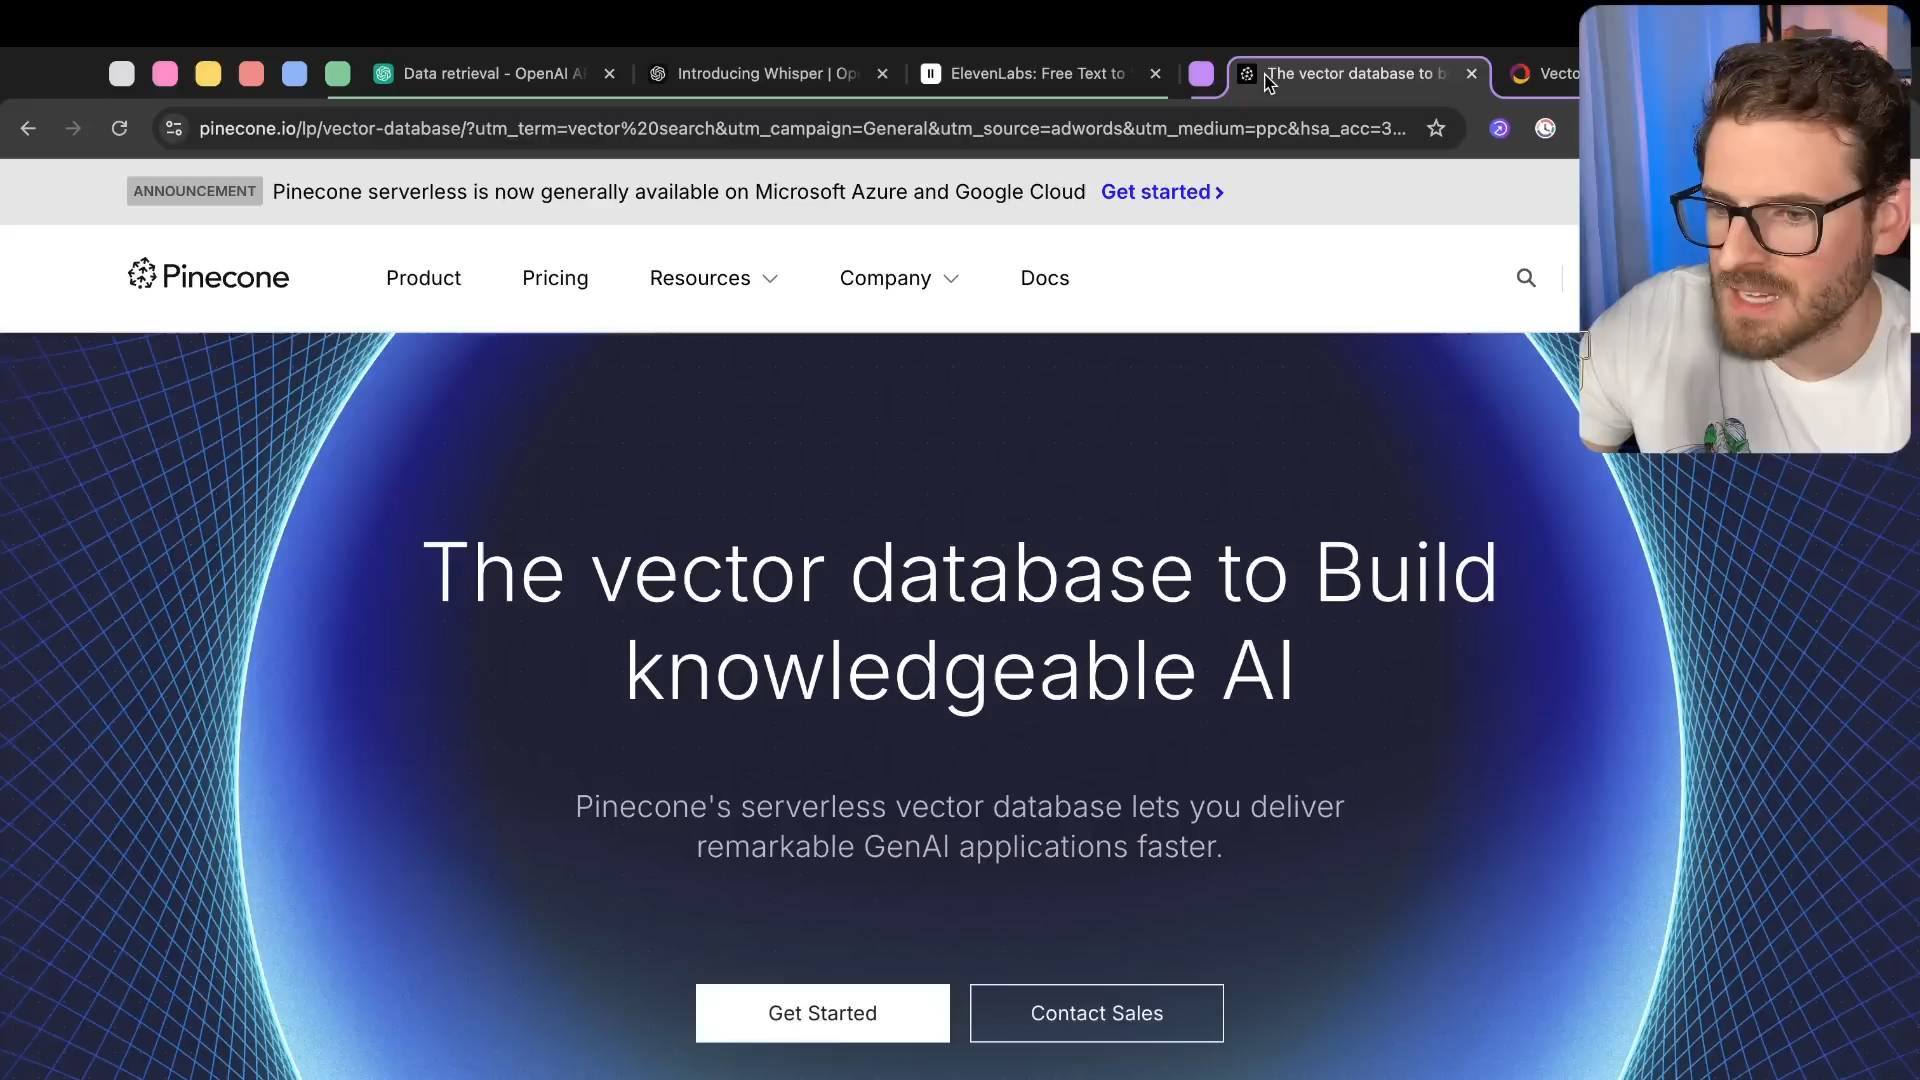 Data retrieval - OpenAI A
Introducing Whisper | Op
ElevenLabs: Free Text to
The vector database to b
Vecto
pinecone.io/lp/vector-database/?utm_term=vector%20search&utm_campaign=General&utm_source=adwords&utm_medium=ppc&hsa_acc=3...
ANNOUNCEMENT Pinecone serverless is now generally available on Microsoft Azure and Google Cloud Get started
Pinecone Product Pricing Resources Company Docs
The vector database to Build
knowledgeable AI
Pinecone's serverless vector database lets you deliver
remarkable GenAI applications faster.
Get Started
Contact Sales